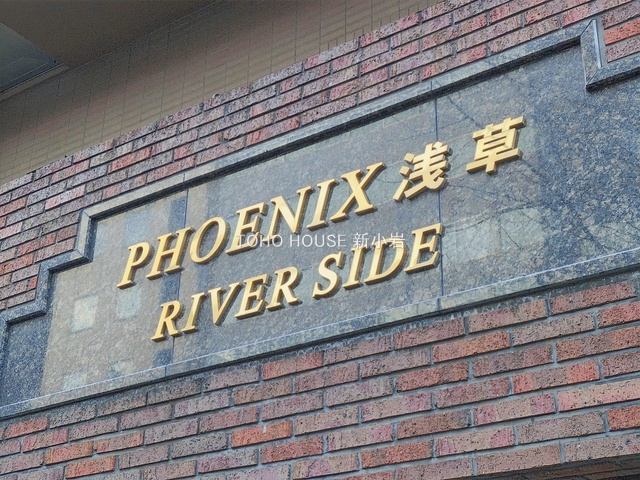 PHOENIX 浅草
RIVER SIDE
TOHO HOUSE 新小岩